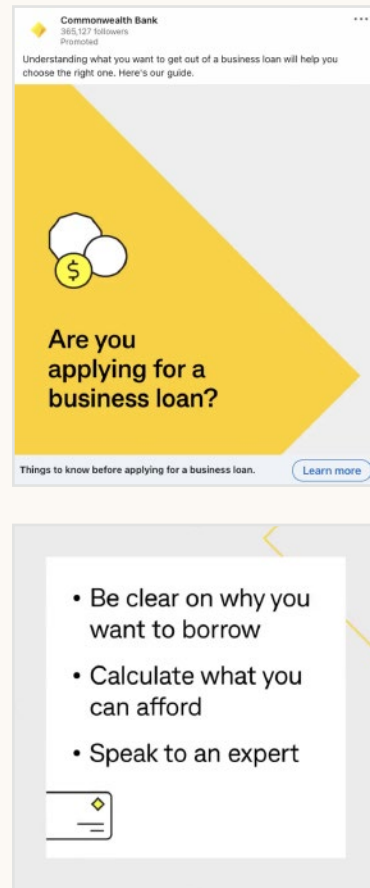 Commonwealth Bank
365,127 followers
Promoted
Understanding what you want to get out of a business loan will help you
choose the right one. Here's our guide.
$
Are you
applying for a
business loan?
Things to know before applying for a business loan.
Learn more
• Be clear on why you
want to borrow
• Calculate what you
can afford
• Speak to an expert